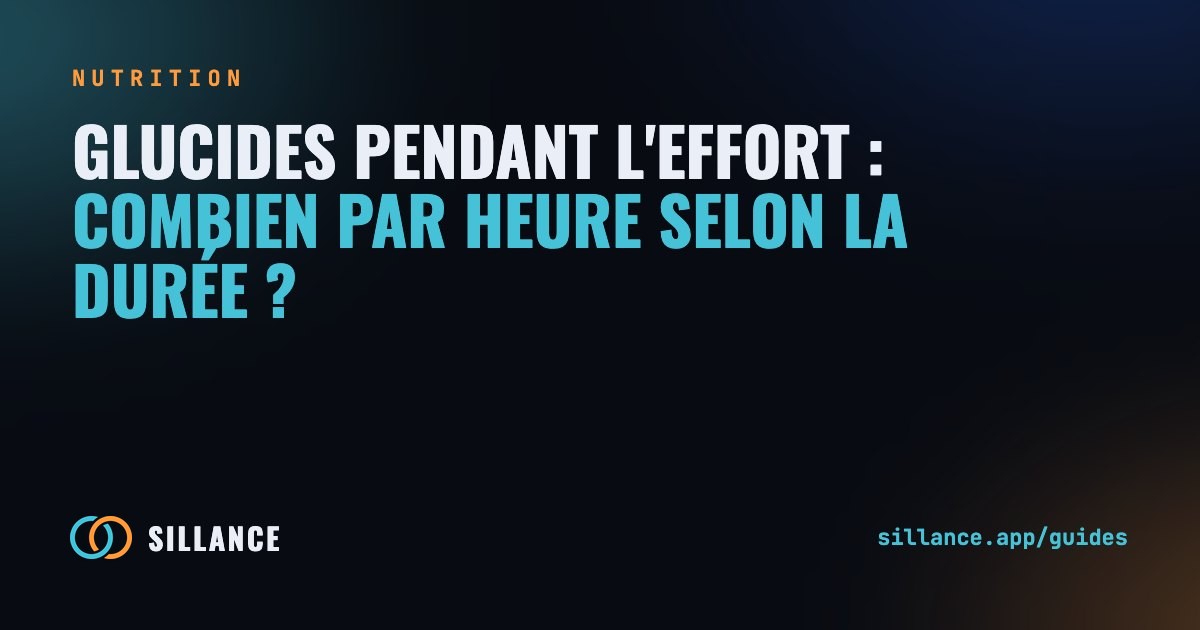 NUTRITION
GLUCIDES PENDANT L'EFFORT :
COMBIEN PAR HEURE SELON LA
DURÉE ?
SILLANCE
sillance.app/guides